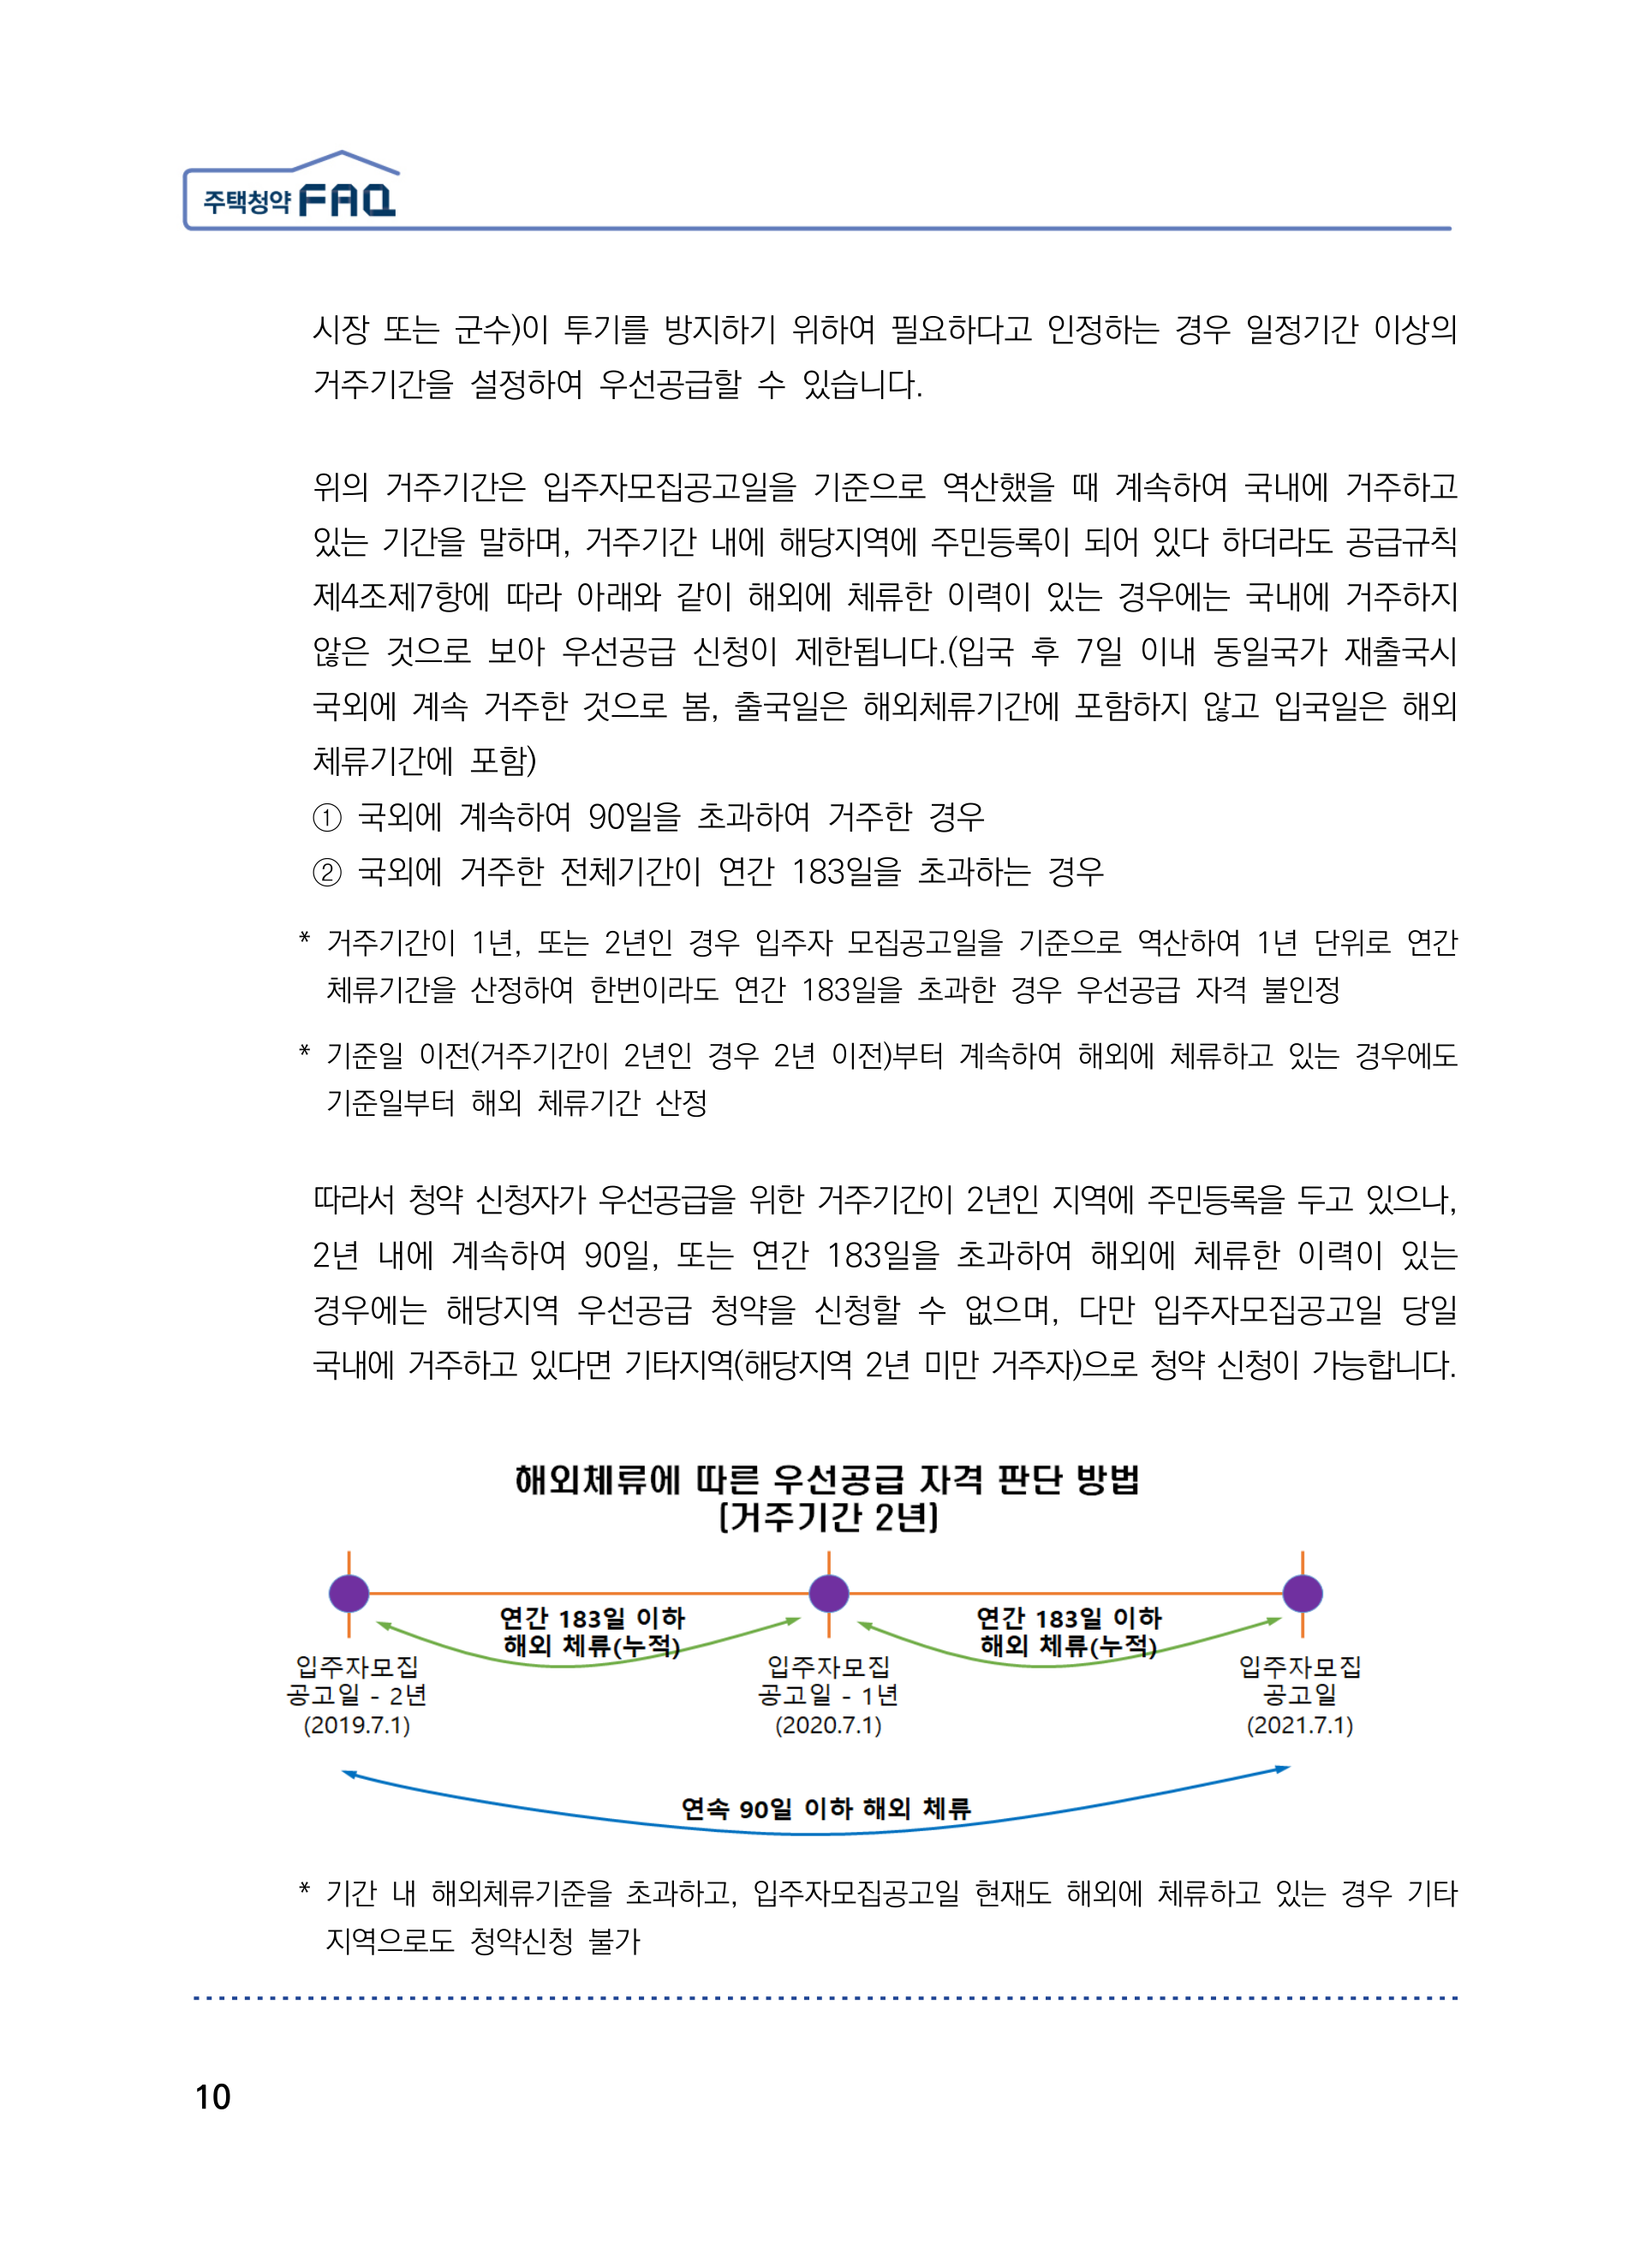 주택청약 FAQ
시장 또는 군수)이 투기를 방지하기 위하여 필요하다고 인정하는 경우 일정기간 이상의
거주기간을 설정하여 우선공급할 수 있습니다.
위의 거주기간은 입주자모집공고일을 기준으로 역산했을 때 계속하여 국내에 거주하고
있는 기간을 말하며, 거주기간 내에 해당지역에 주민등록이 되어 있다 하더라도 공급규칙
제4조제7항에 따라 아래와 같이 해외에 체류한 이력이 있는 경우에는 국내에 거주하지
않은 것으로 보아 우선공급 신청이 제한됩니다.(입국 후 7일 이내 동일국가 재출국시
국외에 계속 거주한 것으로 봄, 출국일은 해외체류기간에 포함하지 않고 입국일은 해외
체류기간에 포함)
① 국외에 계속하여 90일을 초과하여 거주한 경우
② 국외에 거주한 전체기간이 연간 183일을 초과하는 경우
* 거주기간이 1년, 또는 2년인 경우 입주자 모집공고일을 기준으로 역산하여 1년 단위로 연간
체류기간을 산정하여 한번이라도 연간 183일을 초과한 경우 우선공급 자격 불인정
* 기준일 이전(거주기간이 2년인 경우 2년 이전)부터 계속하여 해외에 체류하고 있는 경우에도
기준일부터 해외 체류기간 산정
따라서 청약 신청자가 우선공급을 위한 거주기간이 2년인 지역에 주민등록을 두고 있으나,
2년 내에 계속하여 90일, 또는 연간 183일을 초과하여 해외에 체류한 이력이 있는
경우에는 해당지역 우선공급 청약을 신청할 수 없으며, 다만 입주자모집공고일 당일
국내에 거주하고 있다면 기타지역(해당지역 2년 미만 거주자)으로 청약 신청이 가능합니다.
해외체류에 따른 우선공급 자격 판단 방법
(거주기간 2년)
연간 183일 이하
해외 체류(누적)
연간 183일 이하
해외 체류(누적)
입주자모집
공고일 - 2년
(2019.7.1)
입주자모집
공고일 - 1년
(2020.7.1)
입주자모집
공고일
(2021.7.1)
연속 90일 이하 해외 체류
* 기간 내 해외체류기준을 초과하고, 입주자모집공고일 현재도 해외에 체류하고 있는 경우 기타
지역으로도 청약신청 불가
10